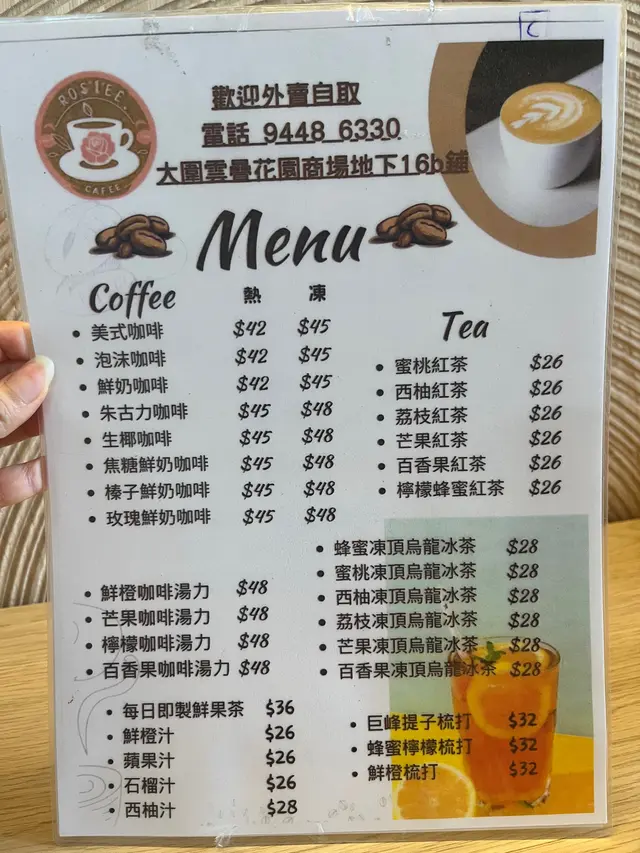 C
ROS'LEE
CAFEE
歡迎外賣自取
電話 9448 6330
大圍雲疊花園商場地下16b鋪
Menu
Coffee 熱 凍
美式咖啡 $42 $45
泡沫咖啡 $42 $45
鮮奶咖啡 $42 $45
朱古力咖啡 $45 $48
生椰咖啡 $45 $48
焦糖鮮奶咖啡 $45 $48
榛子鮮奶咖啡 $45 $48
玫瑰鮮奶咖啡 $45 $48
鮮橙咖啡湯力 $48
芒果咖啡湯力 $48
檸檬咖啡湯力 $48
百香果咖啡湯力 $48
每日即製鮮果茶 $36
鮮橙汁 $26
蘋果汁 $26
石榴汁 $26
西柚汁 $28
Tea
蜜桃紅茶 $26
西柚紅茶 $26
荔枝紅茶 $26
芒果紅茶 $26
百香果紅茶 $26
檸檬蜂蜜紅茶 $26
蜂蜜凍頂烏龍冰茶 $28
蜜桃凍頂烏龍冰茶 $28
西柚凍頂烏龍冰茶 $28
荔枝凍頂烏龍冰茶 $28
芒果凍頂烏龍冰茶 $28
百香果凍頂烏龍冰茶 $28
巨峰提子梳打 $32
蜂蜜檸檬梳打 $32
鮮橙梳打 $32